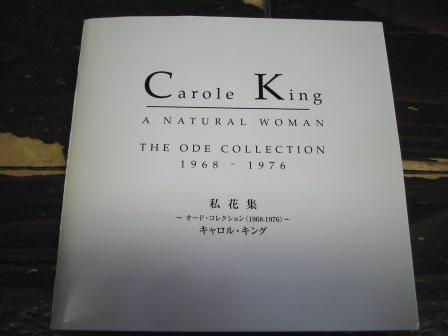 Carole King
A NATURAL WOMAN
THE ODE COLLECTION
1968 - 1976
私花集
～ オード・コレクション(1968-1976)～
キャロル・キング